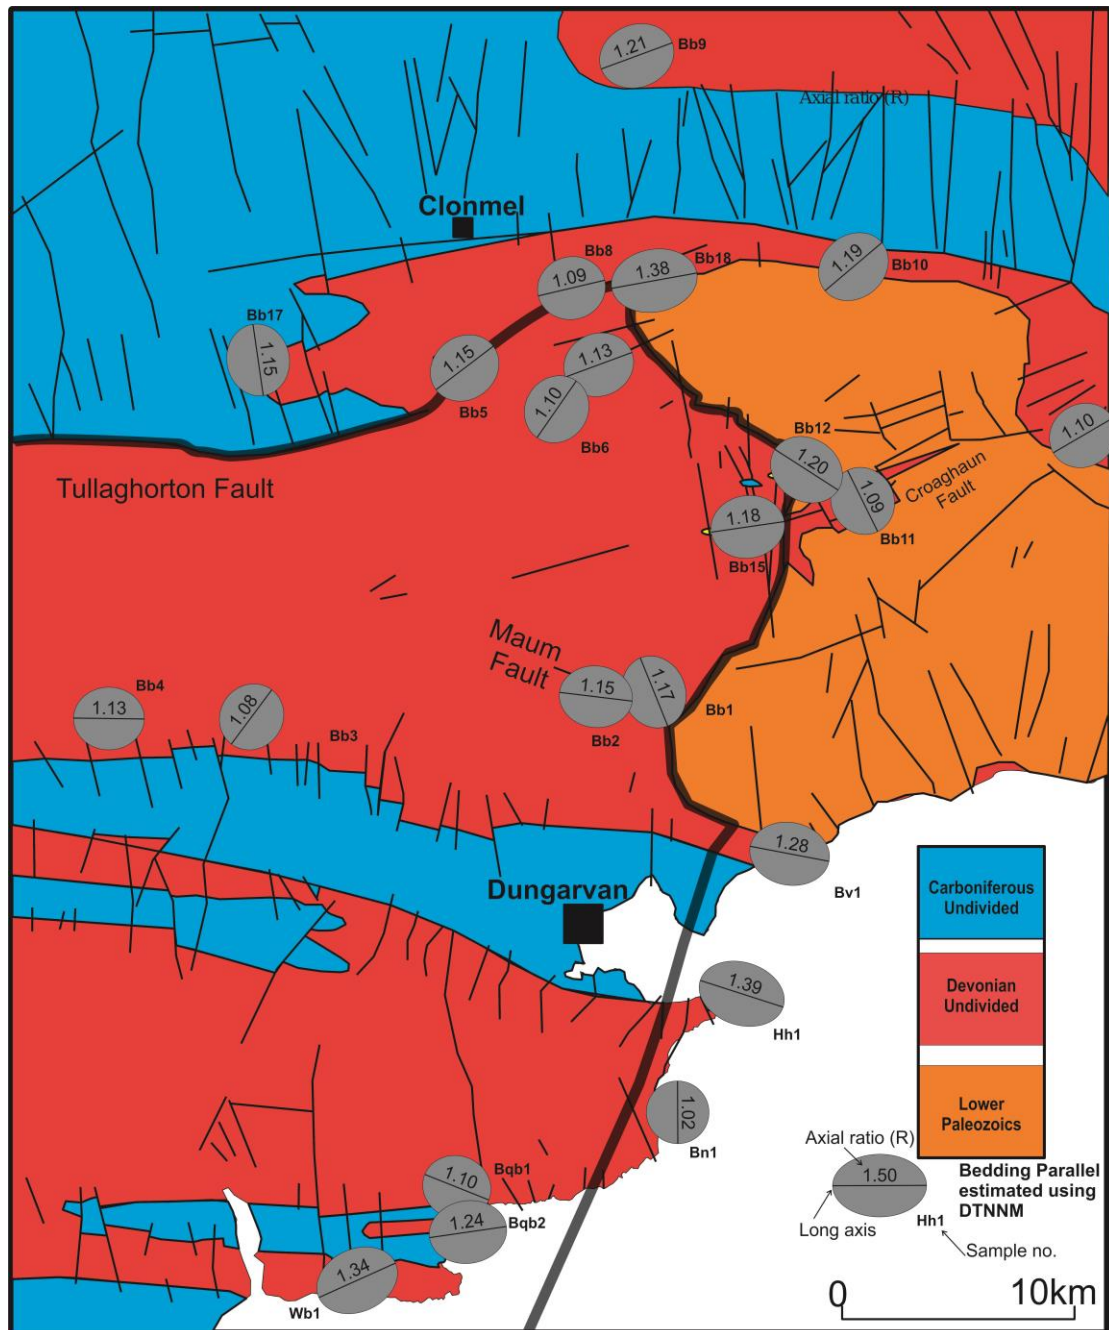 1.21
Bb9
Axial ratio (R)
Clonmel
Bb8
1.09
1.38
Bb18
1.19
Bb10
Bb17
1.15
1.15
Bb5
1.13
1.10
Bb6
1.10
Bb12
1.20
1.09
Croaghaun
Fault
Bb11
Tullaghorton Fault
1.18
Bb15
Maum
Fault
1.15
Bb2
1.17
Bb1
Bb4
1.13
1.08
Bb3
1.28
Bv1
Dungarvan
1.39
Hh1
1.02
Bn1
Bqb1
1.10
1.24
Bqb2
1.34
Wb1
Carboniferous
Undivided
Devonian
Undivided
Lower
Paleozoics
Axial ratio (R)
1.50
Long axis
Hh1
Sample no.
Bedding Parallel
estimated using
DTNNM
0
10km